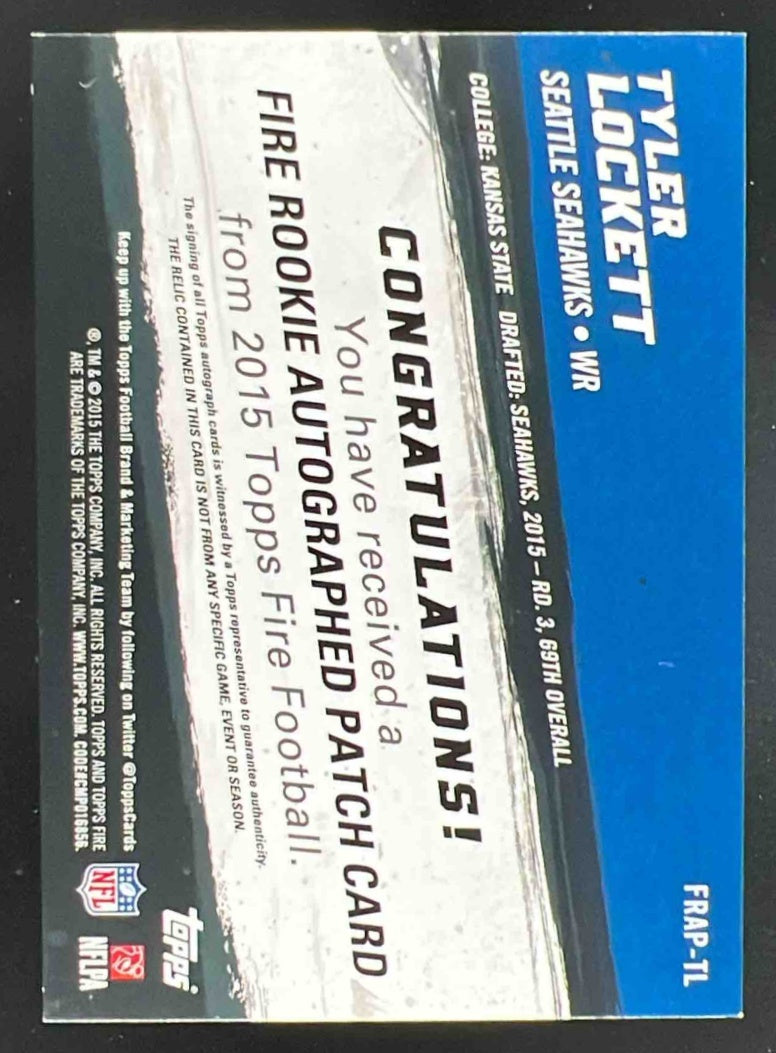 FRAP-TL
TYLER
LOCKETT
SEATTLE SEAHAWKS • WR
COLLEGE: KANSAS STATE DRAFTED: SEAHAWKS, 2015 – RD. 3, 69TH OVERALL
CONGRATULATIONS!
You have received a
FIRE ROOKIE AUTOGRAPHED PATCH CARD
from 2015 Topps Fire Football.
The signing of all Topps autograph cards is witnessed by a Topps representative to guarantee authenticity.
THE RELIC CONTAINED IN THIS CARD IS NOT FROM ANY SPECIFIC GAME, EVENT OR SEASON.
Keep up with the Topps Football Brand & Marketing Team by following on Twitter @ToppsCards
®, TM & © 2015 THE TOPPS COMPANY, INC. ALL RIGHTS RESERVED. TOPPS AND TOPPS FIRE
ARE TRADEMARKS OF THE TOPPS COMPANY, INC. WWW.TOPPS.COM.
NFL
NFLPA
topps